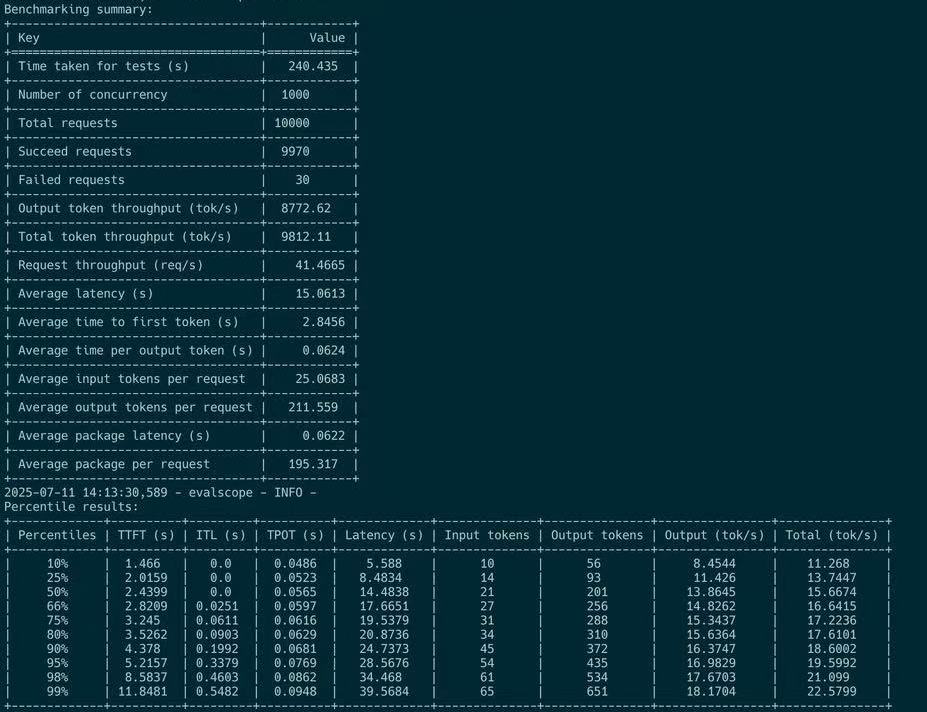 Benchmarking summary:
+-----------------------------------+------------+
| Key                               |      Value |
+===================================+============+
| Time taken for tests (s)          |   240.435  |
+-----------------------------------+------------+
| Number of concurrency             |  1000      |
+-----------------------------------+------------+
| Total requests                    | 10000      |
+-----------------------------------+------------+
| Succeed requests                  |  9970      |
+-----------------------------------+------------+
| Failed requests                   |    30      |
+-----------------------------------+------------+
| Output token throughput (tok/s)   |  8772.62   |
+-----------------------------------+------------+
| Total token throughput (tok/s)    |  9812.11   |
+-----------------------------------+------------+
| Request throughput (req/s)        |    41.4665 |
+-----------------------------------+------------+
| Average latency (s)               |    15.0613 |
+-----------------------------------+------------+
| Average time to first token (s)   |     2.8456 |
+-----------------------------------+------------+
| Average time per output token (s) |     0.0624 |
+-----------------------------------+------------+
| Average input tokens per request  |    25.0683 |
+-----------------------------------+------------+
| Average output tokens per request |   211.559  |
+-----------------------------------+------------+
| Average package latency (s)       |     0.0622 |
+-----------------------------------+------------+
| Average package per request       |   195.317  |
+-----------------------------------+------------+
2025-07-11 14:13:30,589 - evalscope - INFO -
Percentile results:
+-------------+----------+---------+----------+-------------+--------------+---------------+----------------+---------------+
| Percentiles | TTFT (s) | ITL (s) | TPOT (s) | Latency (s) | Input tokens | Output tokens | Output (tok/s) | Total (tok/s) |
+-------------+----------+---------+----------+-------------+--------------+---------------+----------------+---------------+
|     10%     |  1.466   |   0.0   |  0.0486  |    5.588    |      10      |      56       |     8.4544     |    11.268     |
|     25%     |  2.0159  |   0.0   |  0.0523  |   8.4834    |      14      |      93       |     11.426     |    13.7447    |
|     50%     |  2.4399  |   0.0   |  0.0565  |   14.4838   |      21      |      201      |    13.8645     |    15.6674    |
|     66%     |  2.8209  | 0.0251  |  0.0597  |   17.6651   |      27      |      256      |    14.8262     |    16.6415    |
|     75%     |  3.245   | 0.0611  |  0.0616  |   19.5379   |      31      |      288      |    15.3437     |    17.2236    |
|     80%     |  3.5262  | 0.0903  |  0.0629  |   20.8736   |      34      |      310      |    15.6364     |    17.6101    |
|     90%     |  4.378   | 0.1992  |  0.0681  |   24.7373   |      45      |      372      |    16.3747     |    18.6002    |
|     95%     |  5.2157  | 0.3379  |  0.0769  |   28.5676   |      54      |      435      |    16.9829     |    19.5992    |
|     98%     |  8.5837  | 0.4603  |  0.0862  |   34.468    |      61      |      534      |    17.6703     |    21.099     |
|     99%     | 11.8481  | 0.5482  |  0.0948  |   39.5684   |      65      |      651      |    18.1704     |    22.5799    |
+-------------+----------+---------+----------+-------------+--------------+---------------+----------------+---------------+